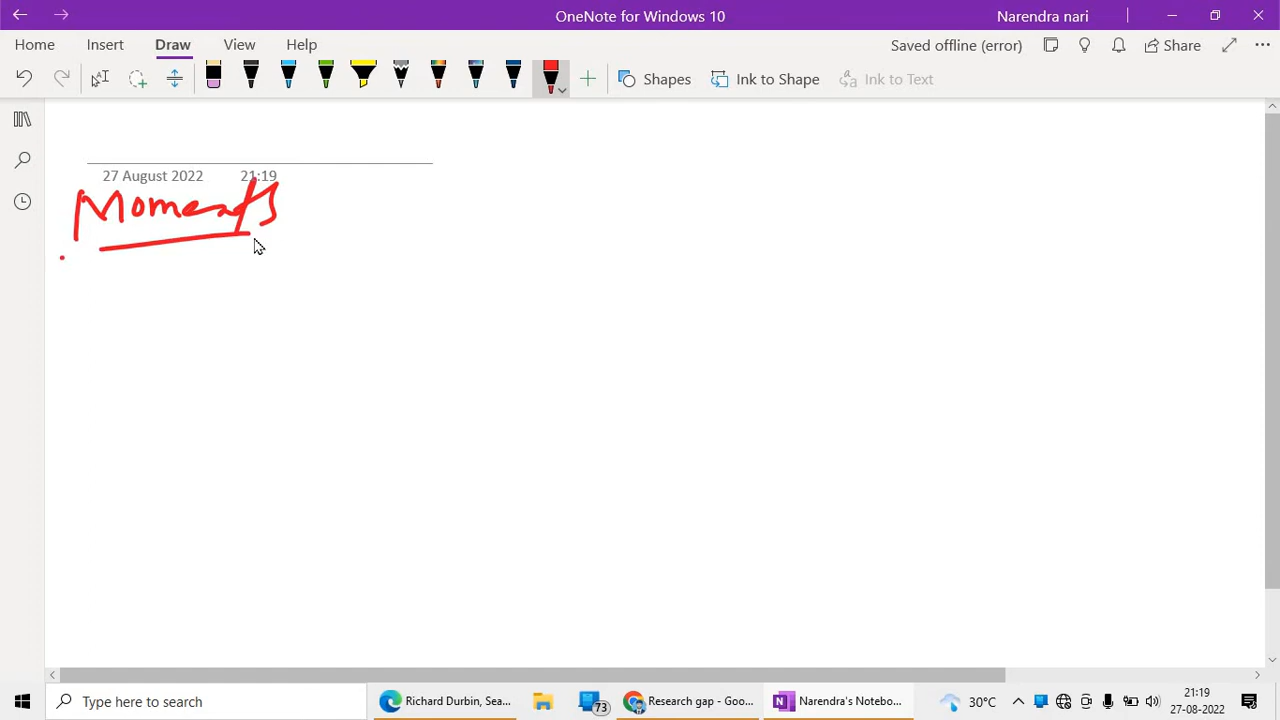 OneNote for Windows 10
Narendra nari
Home Insert Draw View Help Saved offline (error) Share
Shapes Ink to Shape Ink to Text
27 August 2022 21:19
Moments
Type here to search Richard Durbin, Sea... 73 Research gap - Goo... Narendra's Notebo... 30°C 21:19
27-08-2022